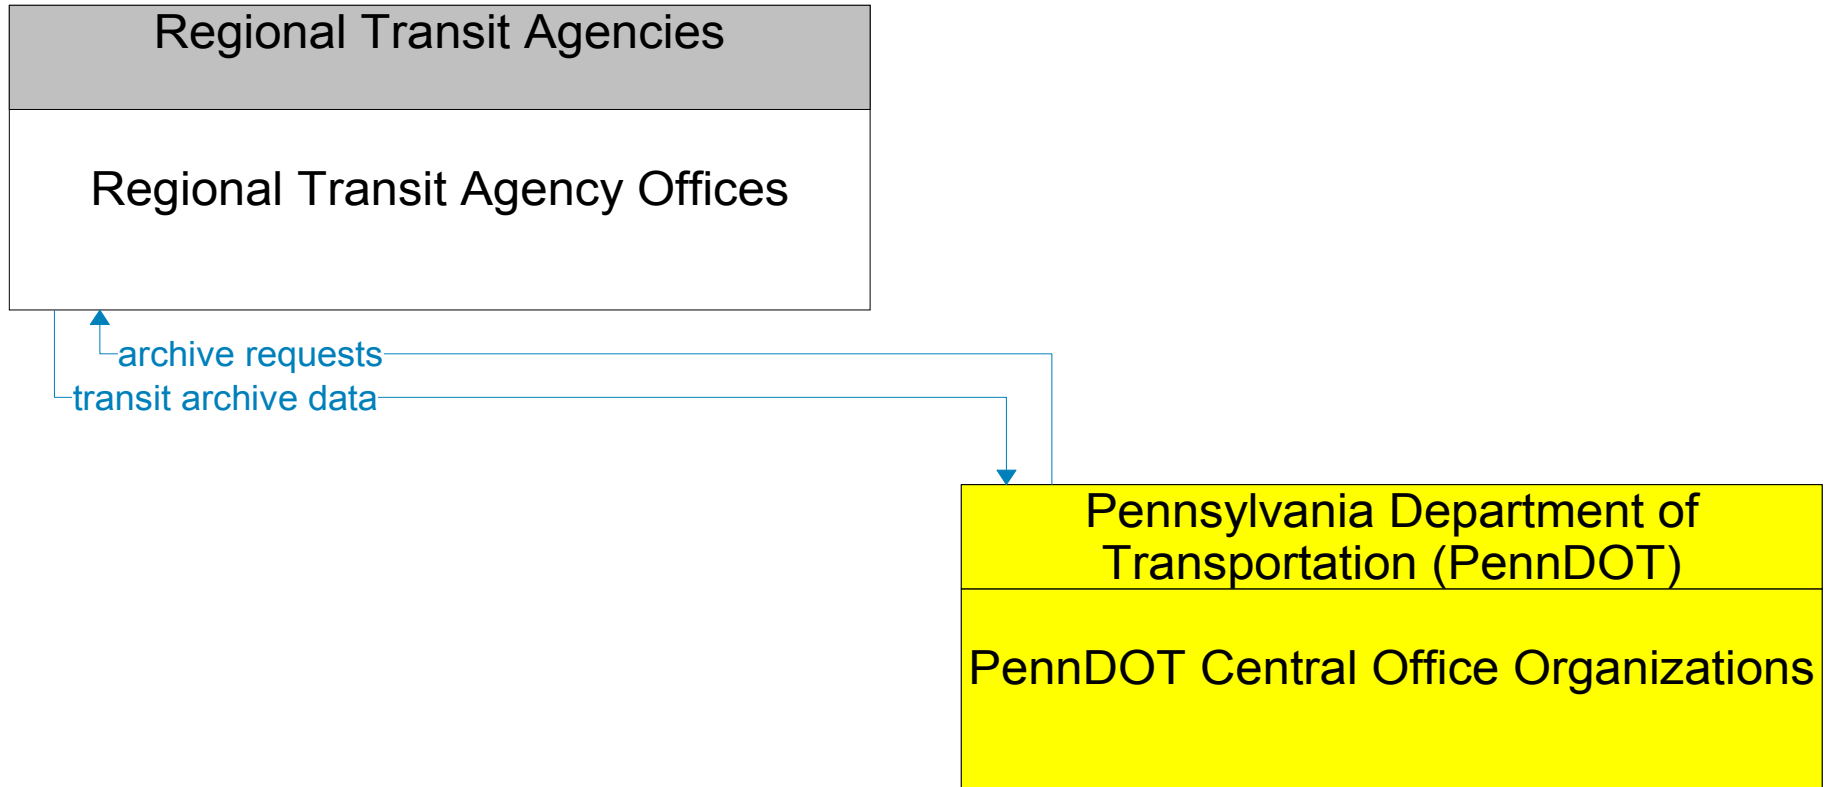 Regional Transit Agencies
Regional Transit Agency Offices
archive requests
transit archive data
Pennsylvania Department of
Transportation (PennDOT)
PennDOT Central Office Organizations